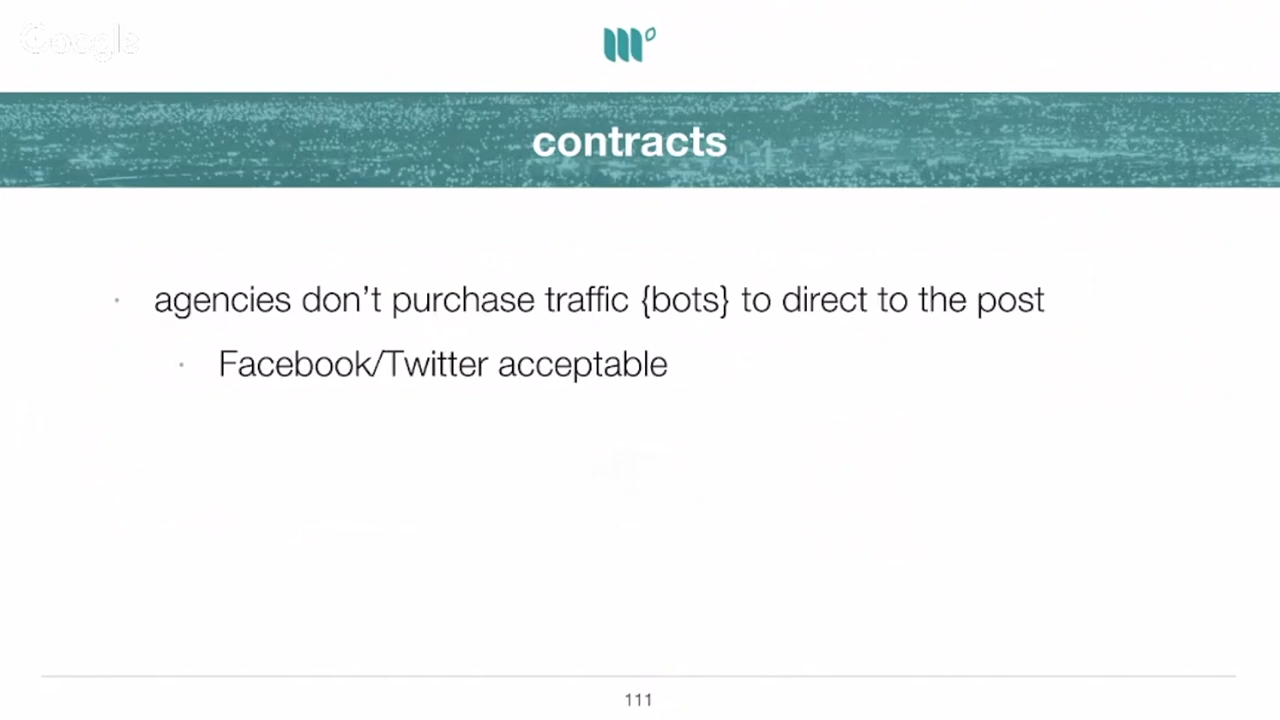 Google
contracts
agencies don't purchase traffic {bots} to direct to the post
Facebook/Twitter acceptable
111